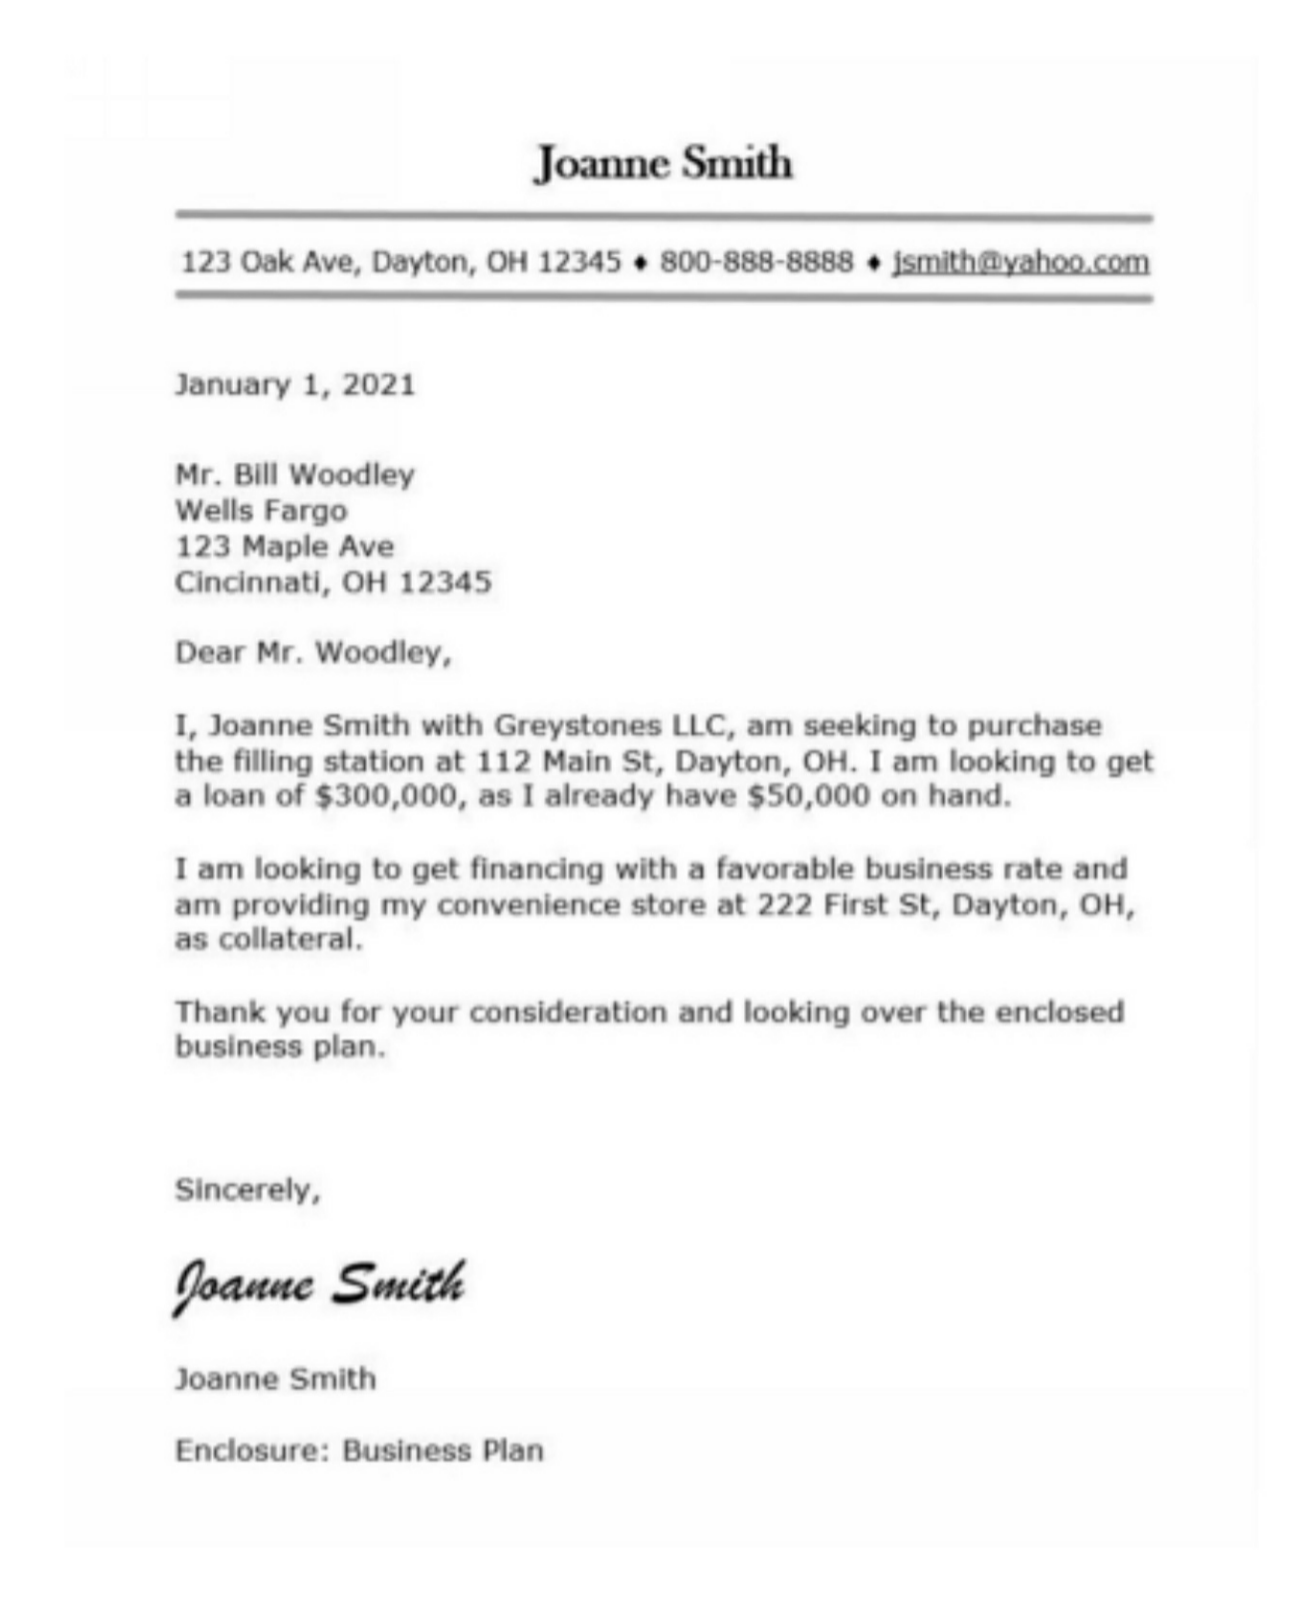 Joanne Smith
123 Oak Ave, Dayton, OH 12345 ♦ 800-888-8888 ♦ jsmith@yahoo.com
January 1, 2021
Mr. Bill Woodley
Wells Fargo
123 Maple Ave
Cincinnati, OH 12345
Dear Mr. Woodley,
I, Joanne Smith with Greystones LLC, am seeking to purchase
the filling station at 112 Main St, Dayton, OH. I am looking to get
a loan of $300,000, as I already have $50,000 on hand.
I am looking to get financing with a favorable business rate and
am providing my convenience store at 222 First St, Dayton, OH,
as collateral.
Thank you for your consideration and looking over the enclosed
business plan.
Sincerely,
Joanne Smith
Joanne Smith
Enclosure: Business Plan